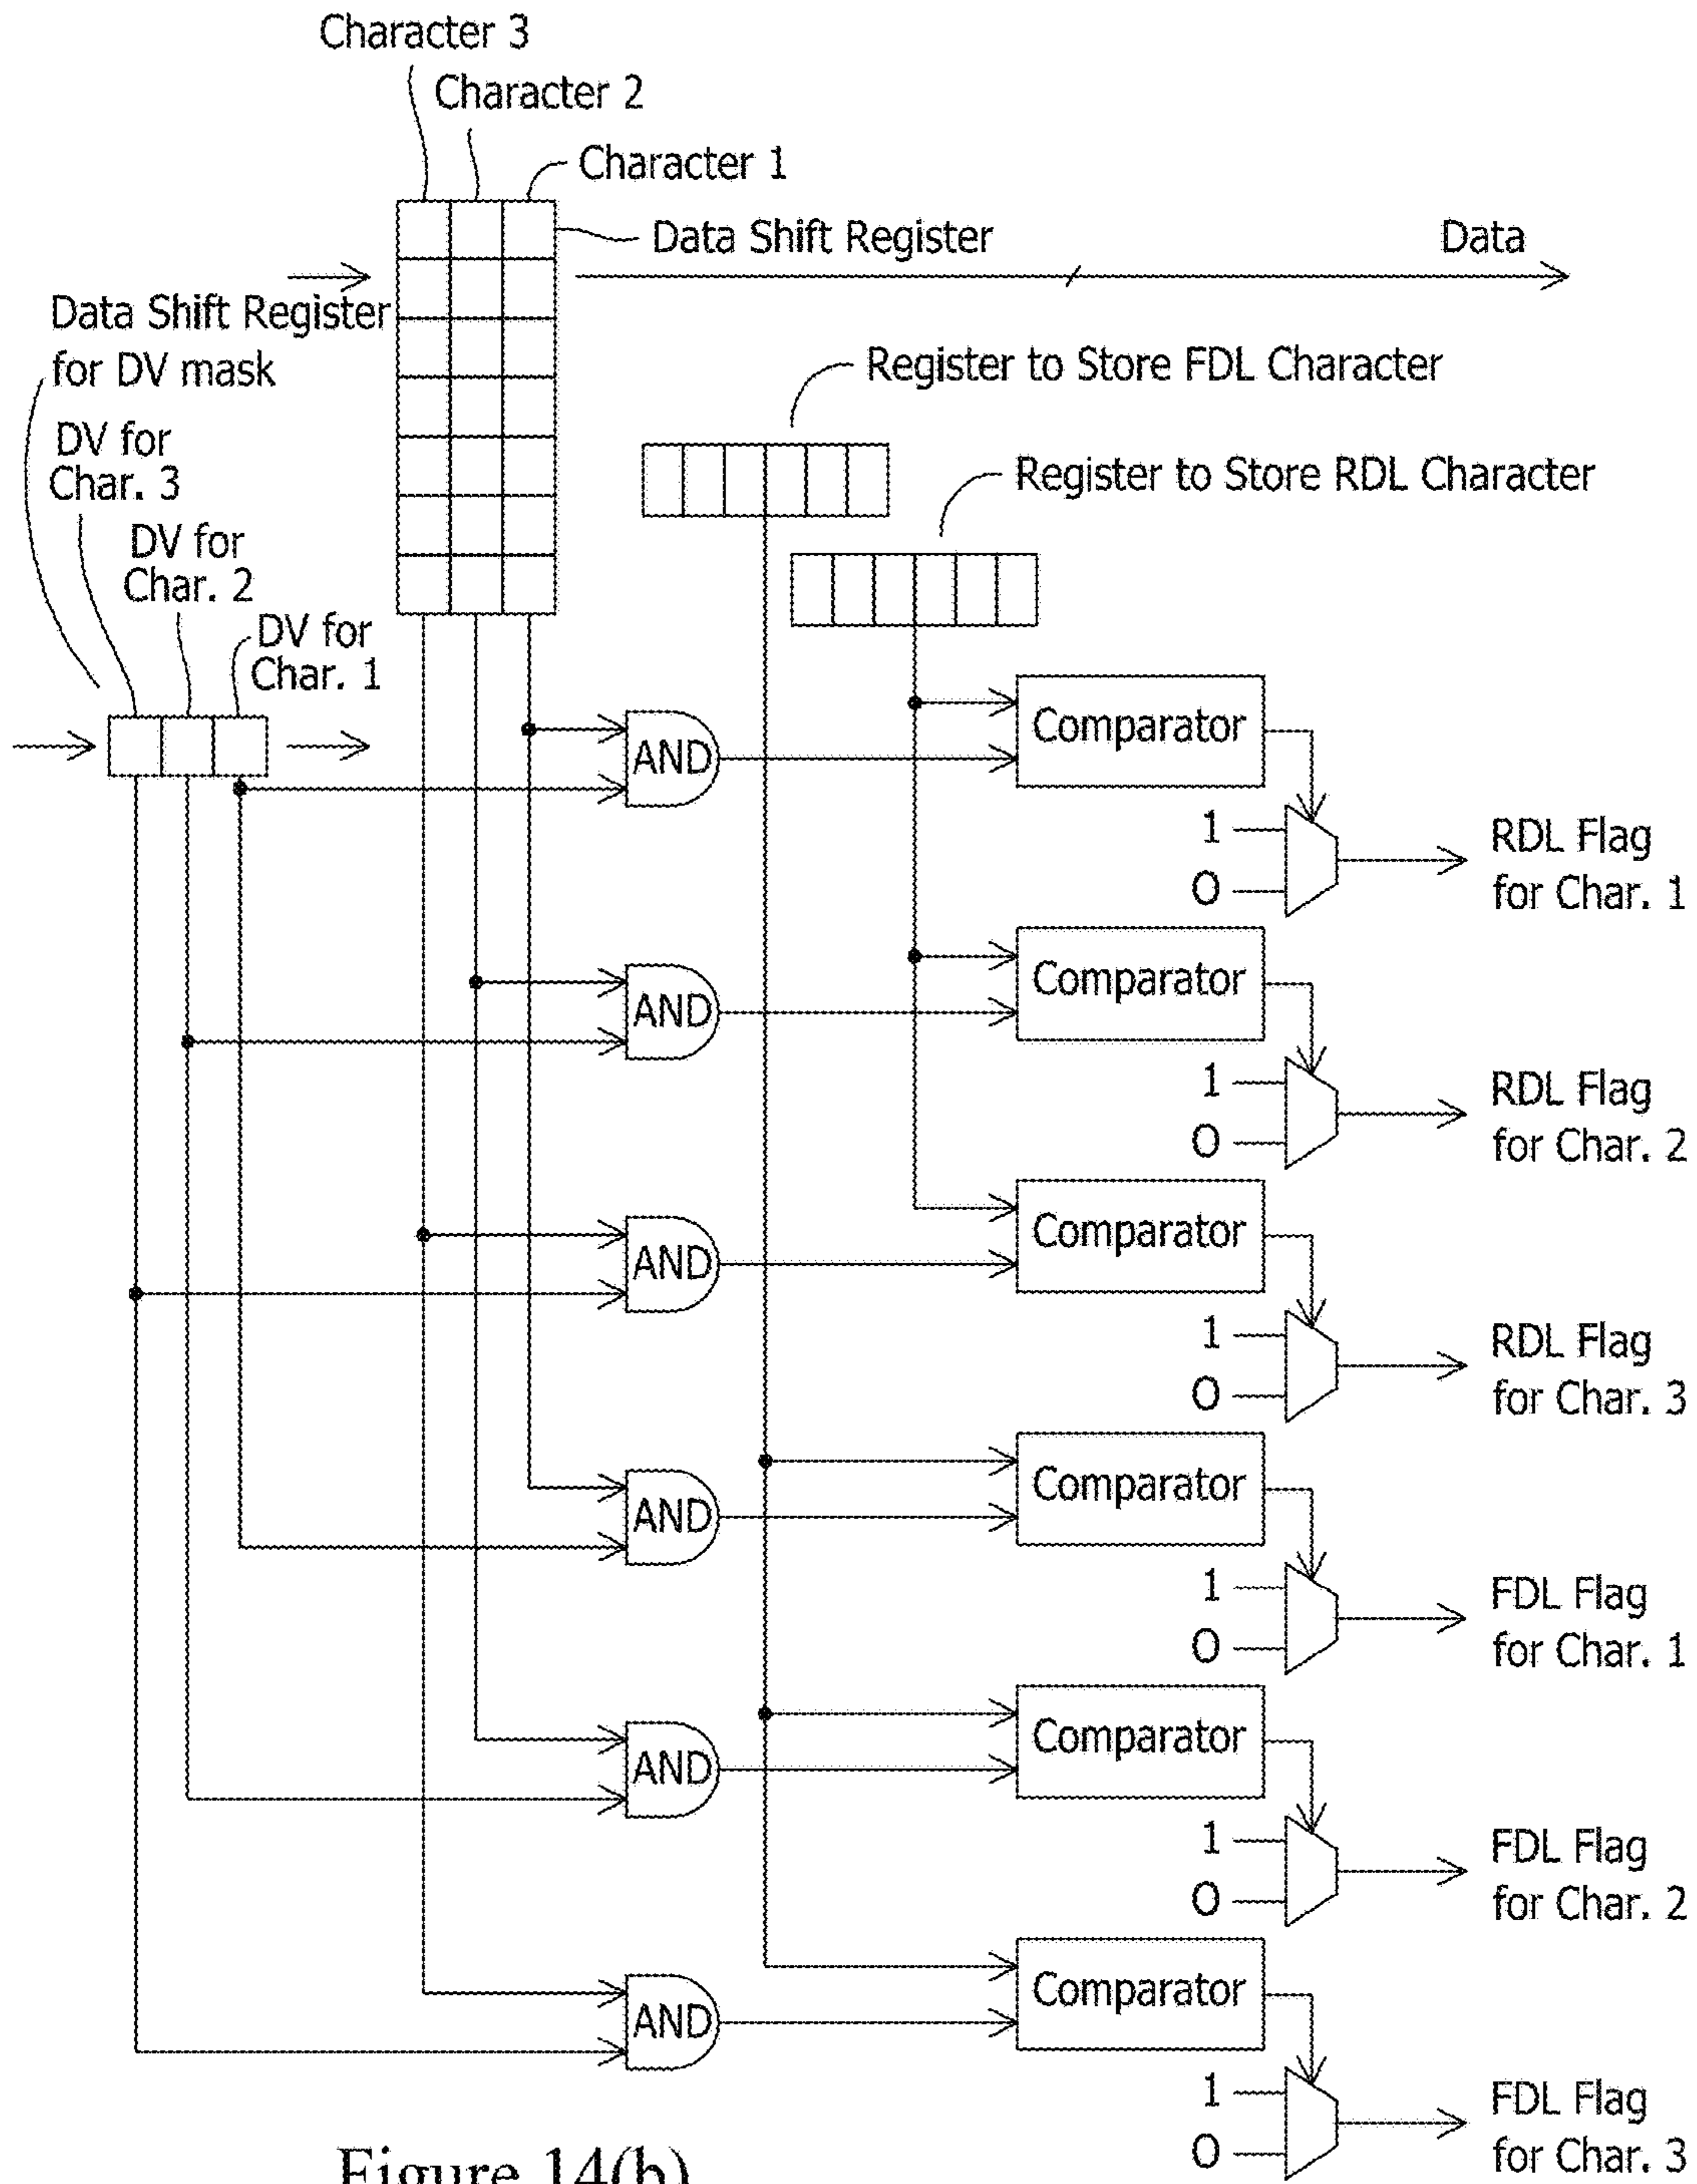 Character 3
Character 2
Character 1
Data Shift Register
Data
Data Shift Register
for DV mask
Register to Store FDL Character
DV for
Char. 3
Register to Store RDL Character
DV for
Char. 2
DV for
Char. 1
AND
Comparator
1
0
RDL Flag
for Char. 1
AND
Comparator
1
0
RDL Flag
for Char. 2
AND
Comparator
1
0
RDL Flag
for Char. 3
AND
Comparator
1
0
FDL Flag
for Char. 1
AND
Comparator
1
0
FDL Flag
for Char. 2
AND
Comparator
1
0
FDL Flag
for Char. 3
Figure 14(b)